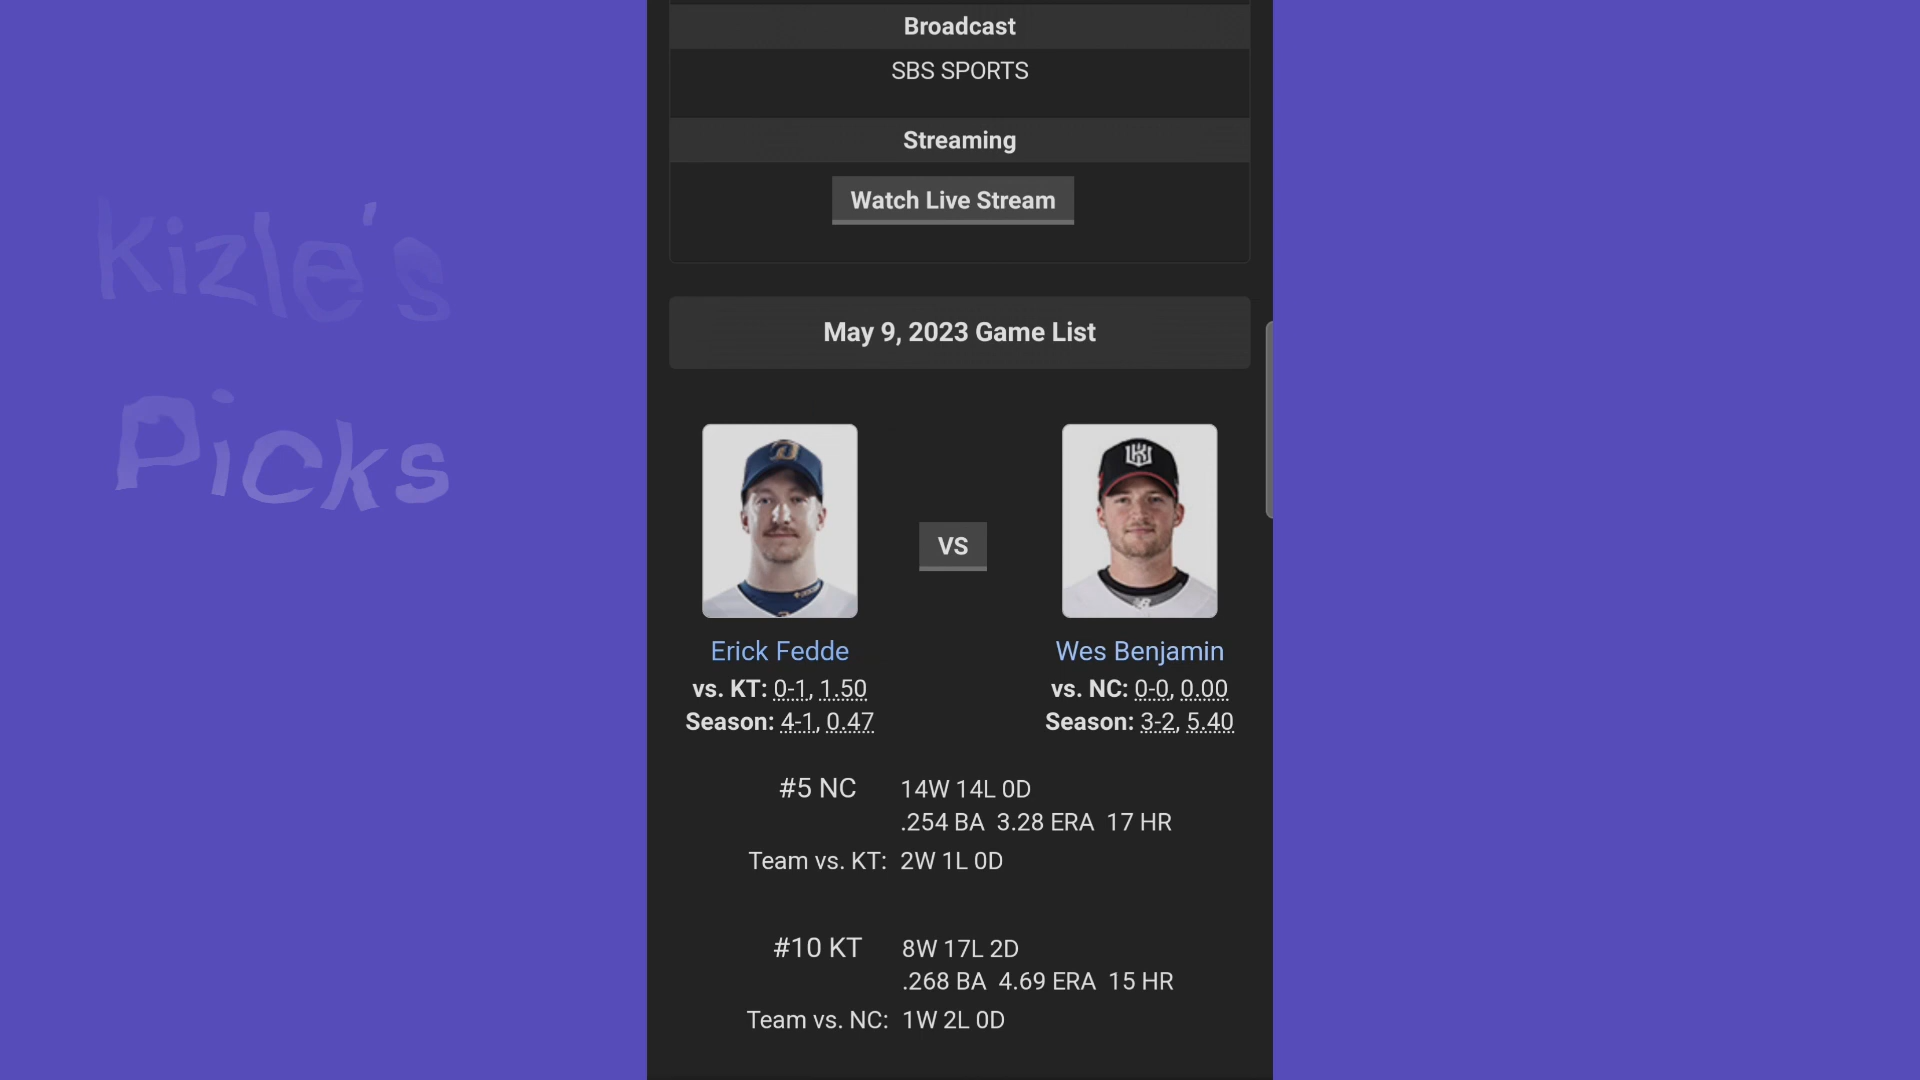 Kizle's
Picks
Broadcast
SBS SPORTS
Streaming
Watch Live Stream
May 9, 2023 Game List
VS
Erick Fedde
vs. KT: 0-1, 1.50
Season: 4-1, 0.47
Wes Benjamin
vs. NC: 0-0, 0.00
Season: 3-2, 5.40
#5 NC 14W 14L 0D
.254 BA 3.28 ERA 17 HR
Team vs. KT: 2W 1L 0D
#10 KT 8W 17L 2D
.268 BA 4.69 ERA 15 HR
Team vs. NC: 1W 2L 0D